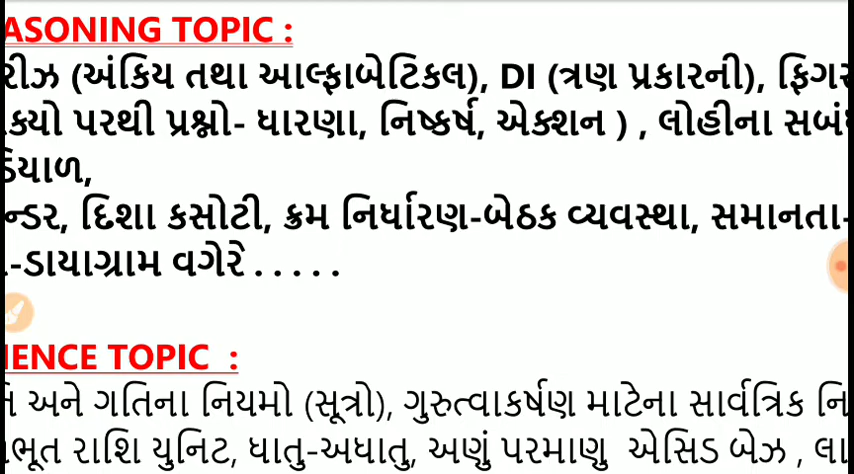 ASONING TOPIC :
રીઝ (અંકિય તથા આલ્ફાબેટિકલ), DI (ત્રણ પ્રકારની), ફિગર
ક્યો પરથી પ્રશ્નો- ધારણા, નિષ્કર્ષ, એક્શન ) , લોહીના સબં
ડિયાળ,
ન્ડર, દિશા કસોટી, ક્રમ નિર્ધારણ-બેઠક વ્યવસ્થા, સમાનતા-
-ડાયાગ્રામ વગેરે . . . . .
IENCE TOPIC :
અને ગતિના નિયમો (સૂત્રો), ગુરુત્વાકર્ષણ માટેના સાર્વત્રિક નિ
ભૂત રાશિ યુનિટ, ધાતુ-અધાતુ, અણું પરમાણુ એસિડ બેઝ , લા